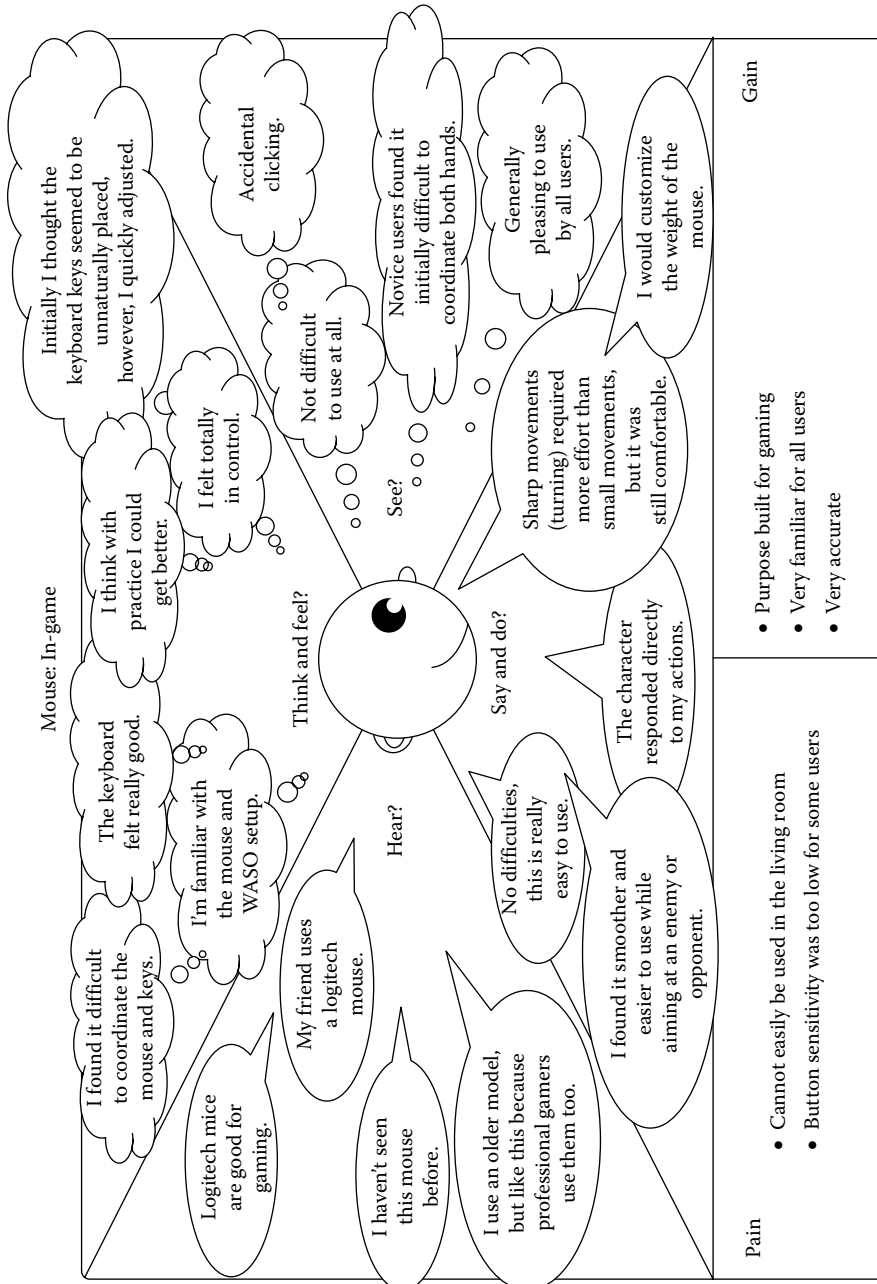 Mouse: In-game
I found it difficult
to coordinate the
mouse and keys.
The keyboard
felt really good.
I think with
practice I could
get better.
Initially I thought the
keyboard keys seemed to be
unnaturally placed,
however, I quickly adjusted.
I'm familiar with
the mouse and
WASO setup.
I felt totally
in control.
Think and feel?
Logitech mice
are good for
gaming.
My friend uses
a logitech
mouse.
I haven't seen
this mouse
before.
I use an older model,
but like this because
professional gamers
use them too.
Hear?
Accidental
clicking.
Not difficult
to use at all.
Novice users found it
initially difficult to
coordinate both hands.
Generally
pleasing to use
by all users.
See?
Say and do?
No difficulties,
this is really
easy to use.
I found it smoother and
easier to use while
aiming at an enemy or
opponent.
The character
responded directly
to my actions.
Sharp movements
(turning) required
more effort than
small movements,
but it was
still comfortable.
I would customize
the weight of the
mouse.
Pain
• Cannot easily be used in the living room
• Button sensitivity was too low for some users
Gain
• Purpose built for gaming
• Very familiar for all users
• Very accurate